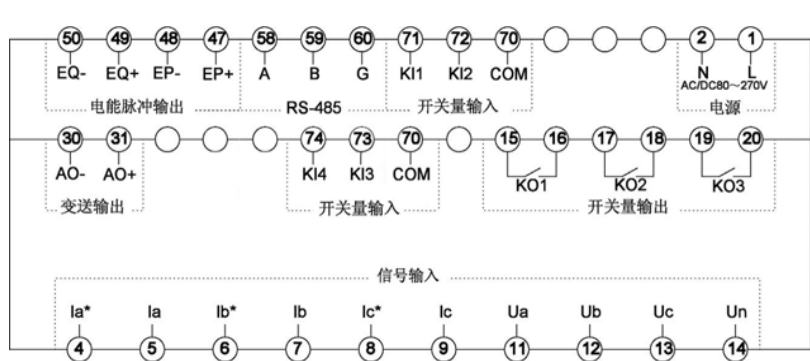 50 49 48 47 58 59 60 71 72 70 2 1
EQ- EQ+ EP- EP+ A B G KI1 KI2 COM N L
AC/DC80～270V
电能脉冲输出 RS-485 开关量输入 电源
30 31 74 73 70 15 16 17 18 19 20
AO- AO+ KI4 KI3 COM KO1 KO2 KO3
变送输出 开关量输入 开关量输出
信号输入
Ia* Ia Ib* Ib Ic* Ic Ua Ub Uc Un
4 5 6 7 8 9 11 12 13 14